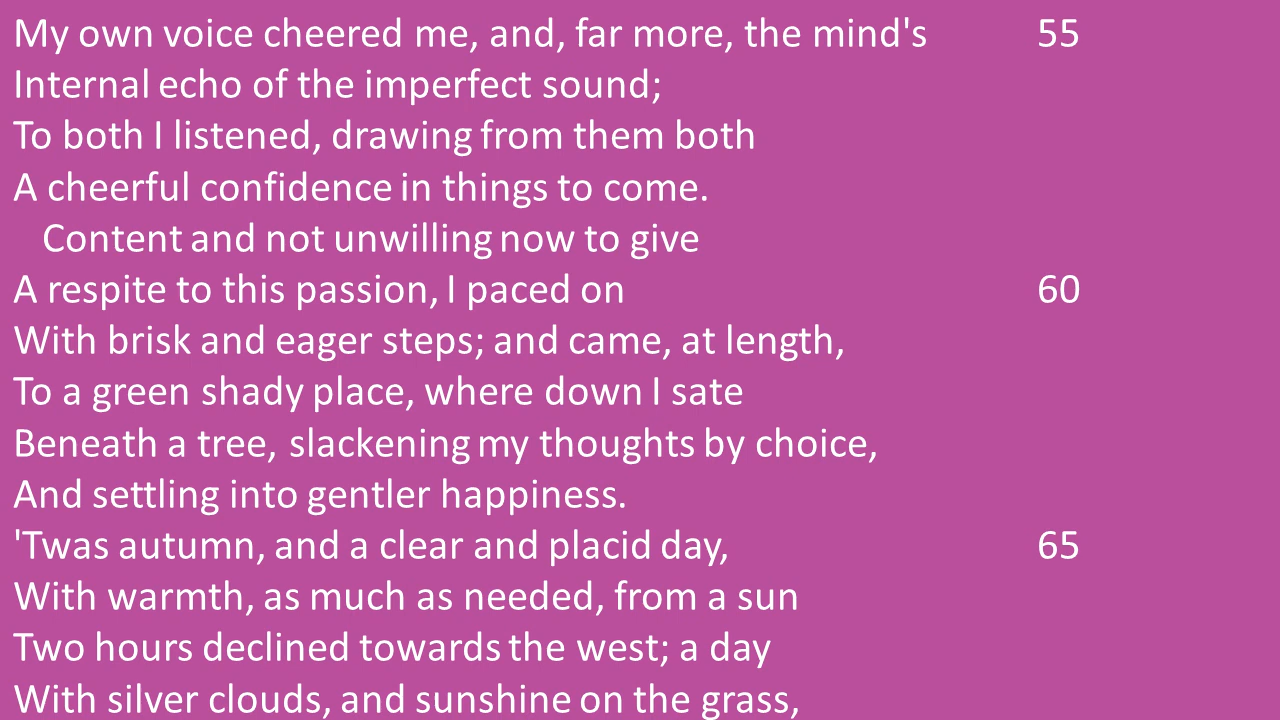 My own voice cheered me, and, far more, the mind's 55
Internal echo of the imperfect sound;
To both I listened, drawing from them both
A cheerful confidence in things to come.
Content and not unwilling now to give
A respite to this passion, I paced on 60
With brisk and eager steps; and came, at length,
To a green shady place, where down I sate
Beneath a tree, slackening my thoughts by choice,
And settling into gentler happiness.
'Twas autumn, and a clear and placid day, 65
With warmth, as much as needed, from a sun
Two hours declined towards the west; a day
With silver clouds, and sunshine on the grass,